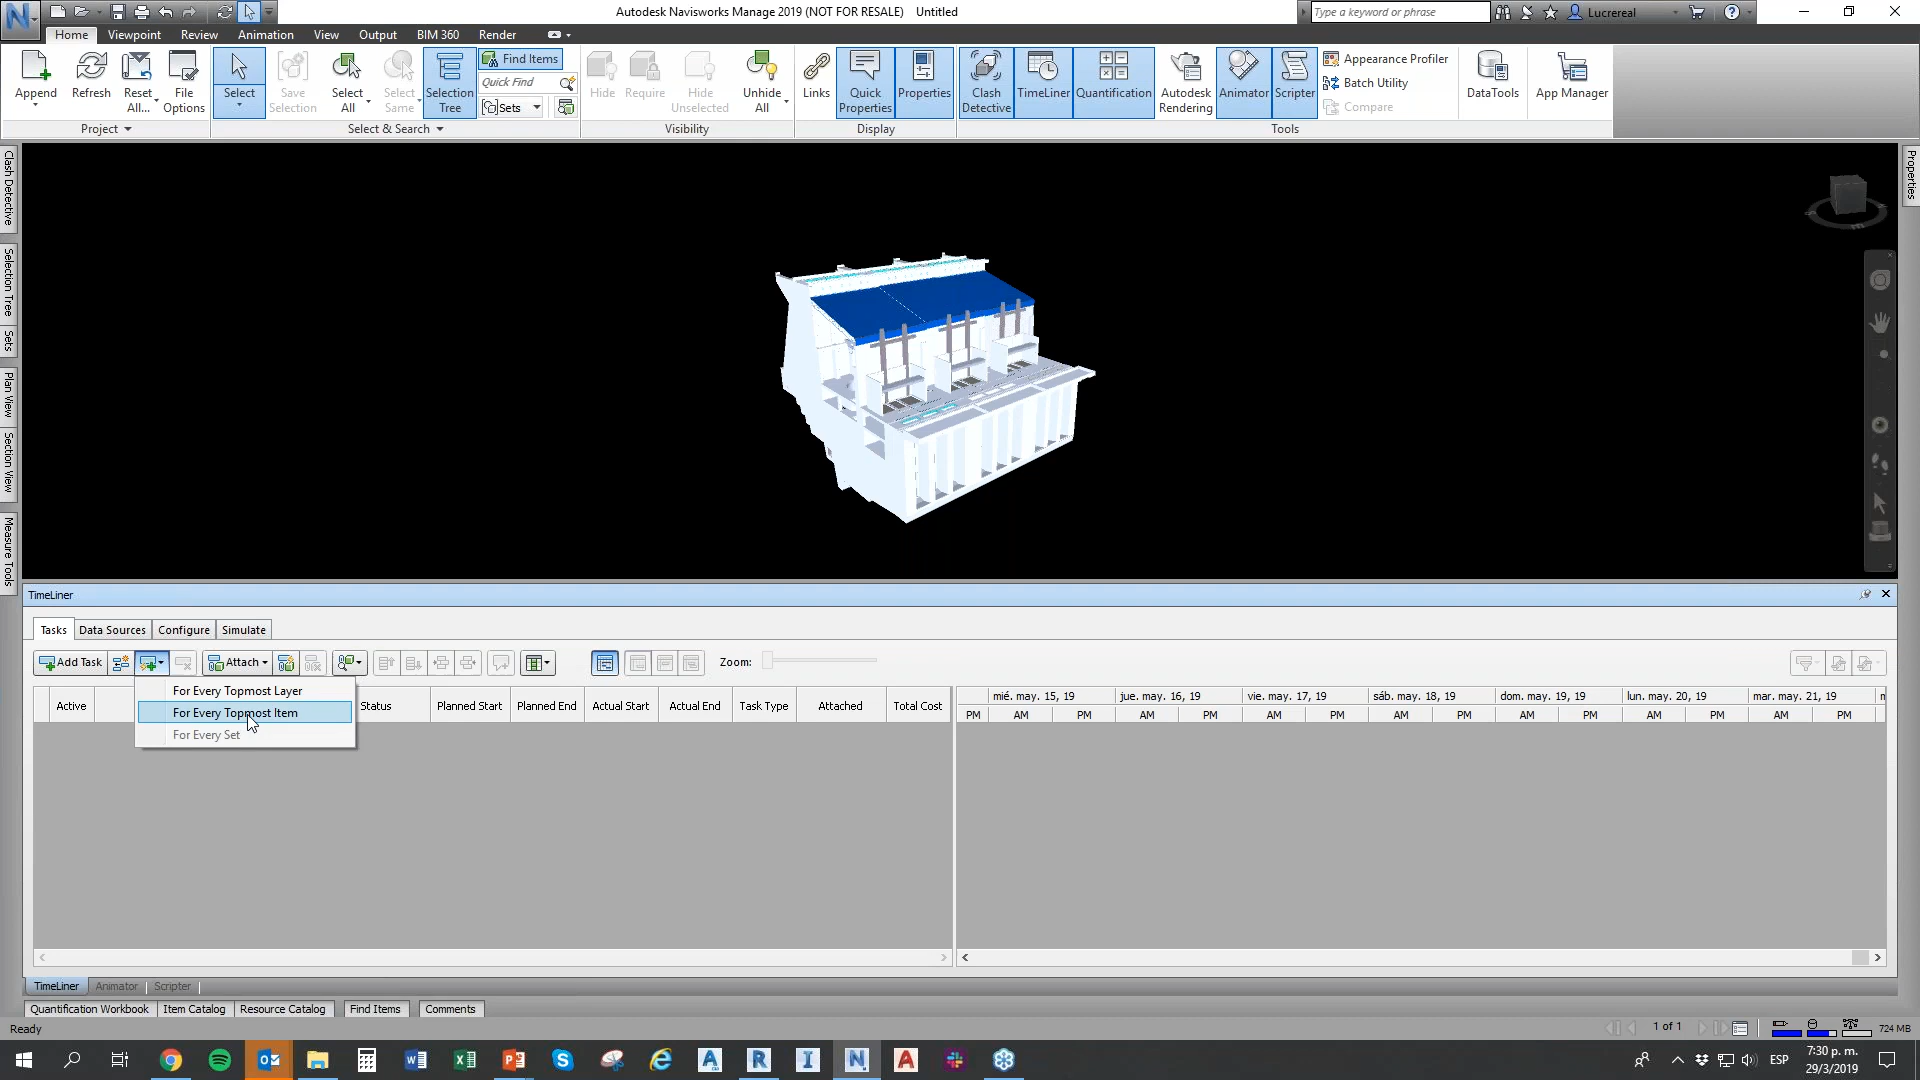 Autodesk Navisworks Manage 2019 (NOT FOR RESALE) Untitled
Type a keyword or phrase
Lucrereal
Home Viewpoint Review Animation View Output BIM 360 Render
Append
Refresh
Reset All...
File Options
Project
Select
Save Selection
Select All
Select Same
Selection Tree
Find Items
Quick Find
Sets
Select & Search
Hide
Require
Hide Unselected
Unhide All
Visibility
Links
Quick Properties
Properties
Display
Clash Detective
TimeLiner
Quantification
Autodesk Rendering
Animator
Scripter
Appearance Profiler
Batch Utility
Compare
Tools
DataTools
App Manager
Clash Detective
Selection Tree
Sets
Plan View
Section View
Measure Tools
Properties
TimeLiner
Tasks Data Sources Configure Simulate
Add Task
Attach
Zoom:
For Every Topmost Layer
For Every Topmost Item
For Every Set
Active Status Planned Start Planned End Actual Start Actual End Task Type Attached Total Cost
mié. may. 15, 19 jue. may. 16, 19 vie. may. 17, 19 sáb. may. 18, 19 dom. may. 19, 19 lun. may. 20, 19 mar. may. 21, 19
PM AM PM AM PM AM PM AM PM AM PM AM PM AM PM
TimeLiner Animator Scripter
Quantification Workbook Item Catalog Resource Catalog Find Items Comments
Ready
1 of 1
724 MB
ESP
7:30 p. m.
29/3/2019